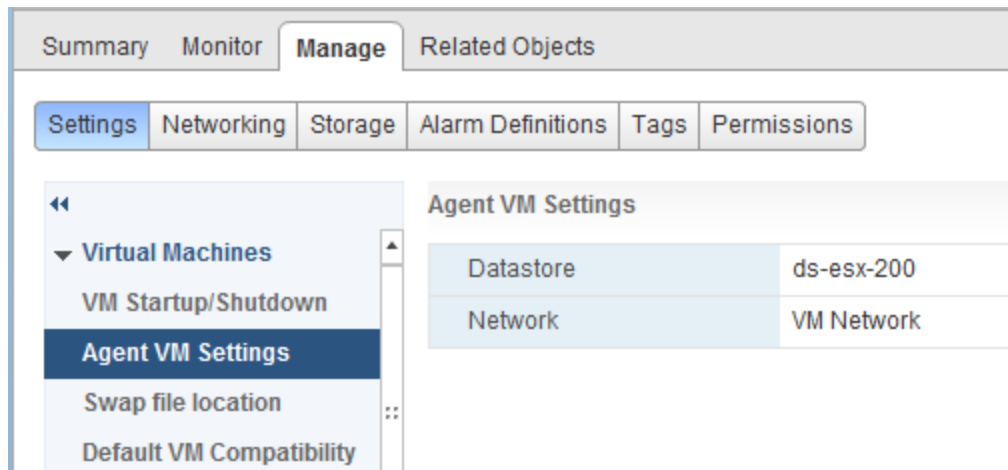 Summary Monitor Manage Related Objects
Settings Networking Storage Alarm Definitions Tags Permissions
Agent VM Settings
Virtual Machines
Datastore ds-esx-200
VM Startup/Shutdown
Network VM Network
Agent VM Settings
Swap file location
Default VM Compatibility